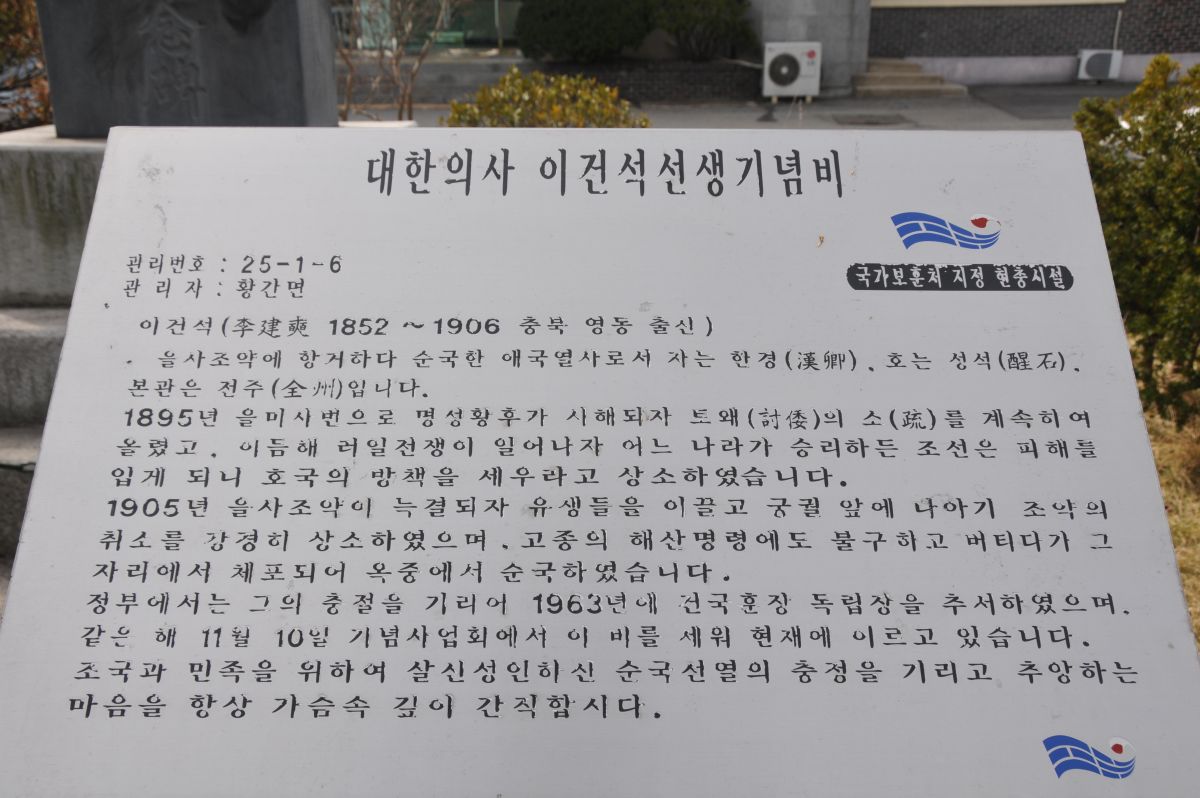 念碑
대한의사 이건석선생기념비
국가보훈처 지정 현충시설
관리번호 : 25-1-6
관 리 자 : 황간면
이건석(李建奭 1852 ~ 1906 충북 영동 출신)
. 을사조약에 항거하다 순국한 애국열사로서 자는 한경(漢卿), 호는 성석(醒石),
본관은 전주(全州)입니다.
1895년 을미사변으로 명성황후가 시해되자 토왜(討倭)의 소(疏)를 계속하여
올렸고, 이듬해 러일전쟁이 일어나자 어느 나라가 승리하든 조선은 피해를
입게 되니 호국의 방책을 세우라고 상소하였습니다.
1905년 을사조약이 늑결되자 유생들을 이끌고 궁궐 앞에 나아가 조약의
취소를 강경히 상소하였으며, 고종의 해산명령에도 불구하고 버티다가 그
자리에서 체포되어 옥중에서 순국하였습니다.
정부에서는 그의 충절을 기리어 1963년에 건국훈장 독립장을 추서하였으며,
같은 해 11월 10일 기념사업회에서 이 비를 세워 현재에 이르고 있습니다.
조국과 민족을 위하여 살신성인하신 순국선열의 충정을 기리고 추앙하는
마음을 항상 가슴속 깊이 간직합시다.